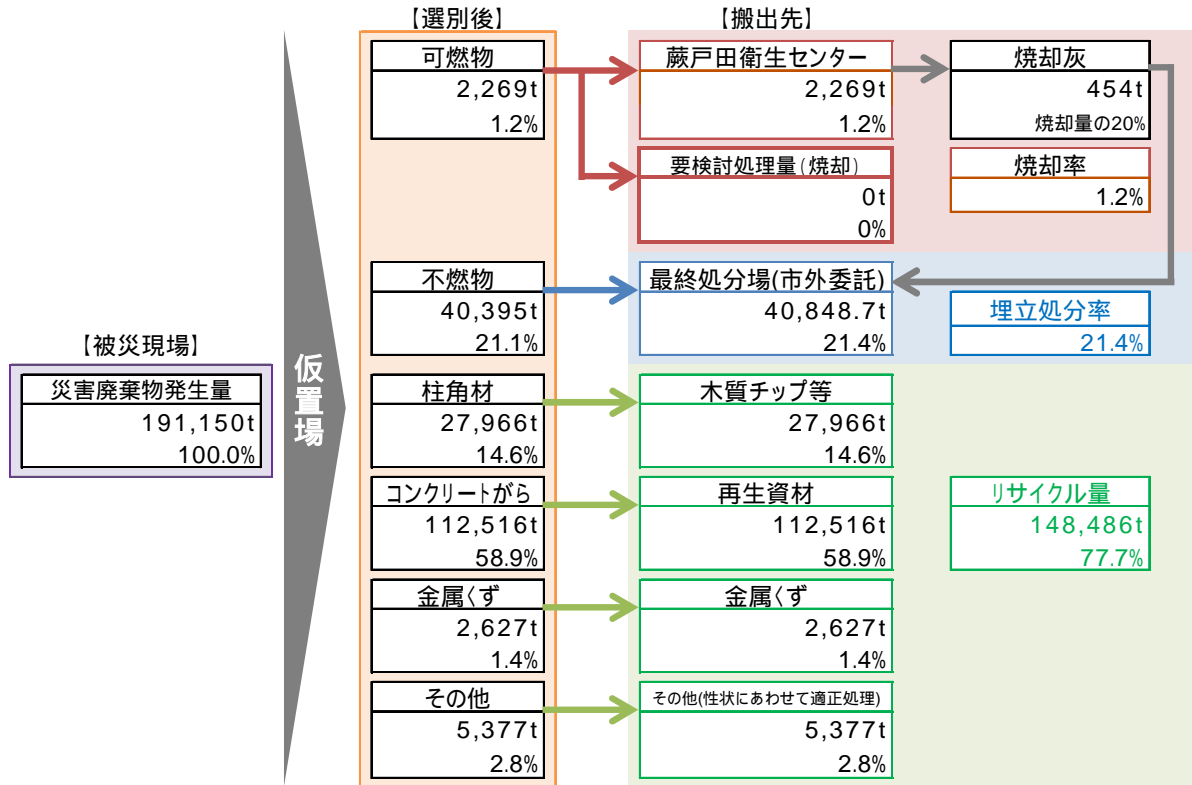 【選別後】
【搬出先】
可燃物
2,269t
1.2%
蕨戸田衛生センター
2,269t
1.2%
焼却灰
454t
焼却量の20%
要検討処理量(焼却)
0t
0%
焼却率
1.2%
不燃物
40,395t
21.1%
最終処分場(市外委託)
40,848.7t
21.4%
埋立処分率
21.4%
【被災現場】
災害廃棄物発生量
191,150t
100.0%
仮置場
柱角材
27,966t
14.6%
木質チップ等
27,966t
14.6%
コンクリートがら
112,516t
58.9%
再生資材
112,516t
58.9%
リサイクル量
148,486t
77.7%
金属くず
2,627t
1.4%
金属くず
2,627t
1.4%
その他
5,377t
2.8%
その他(性状にあわせて適正処理)
5,377t
2.8%